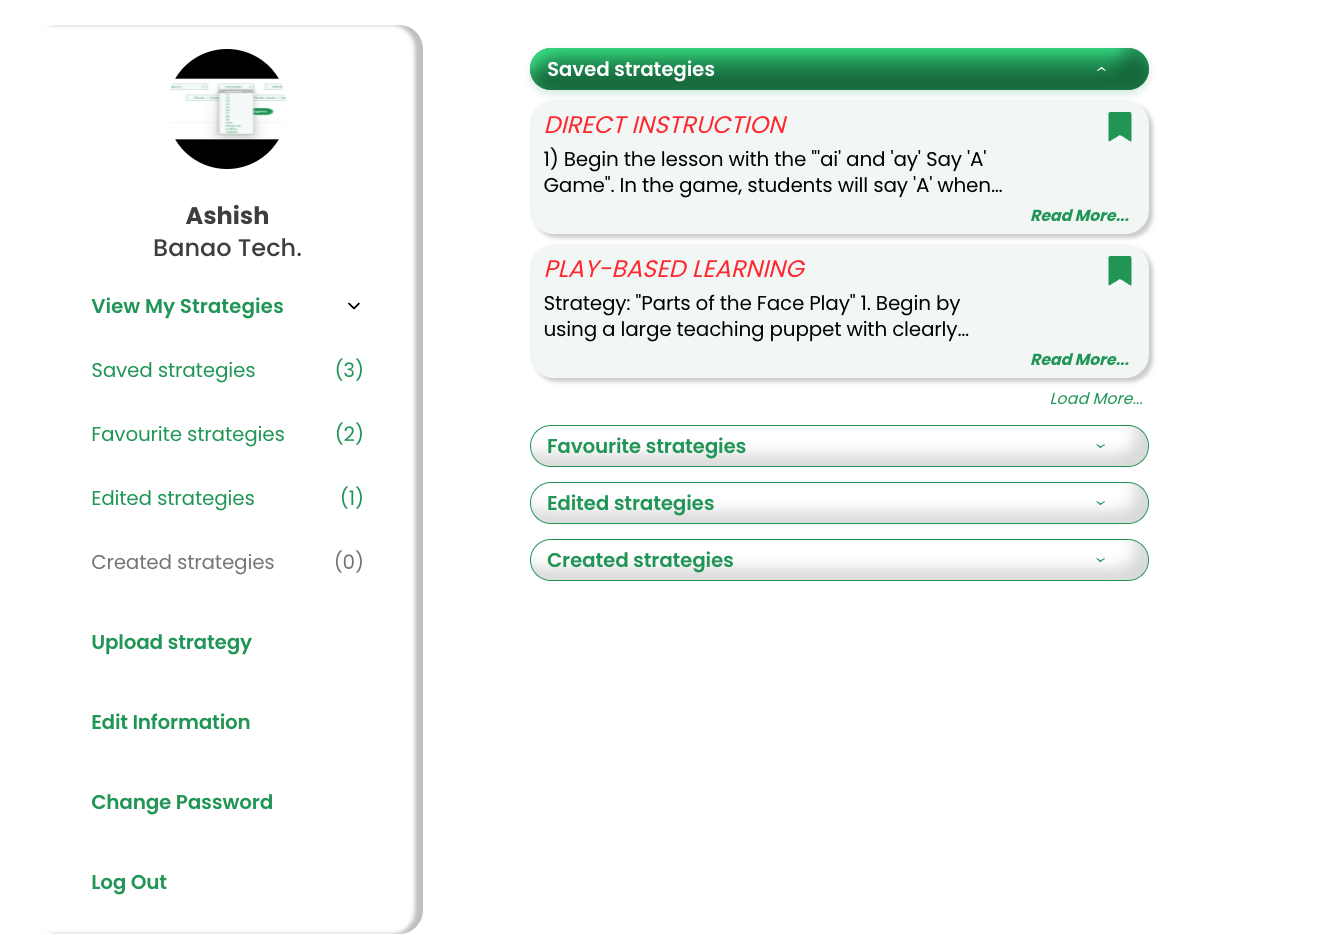 Ashish
Banao Tech.
View My Strategies
Saved strategies (3)
Favourite strategies (2)
Edited strategies (1)
Created strategies (0)
Upload strategy
Edit Information
Change Password
Log Out
Saved strategies
DIRECT INSTRUCTION
1) Begin the lesson with the "'ai' and 'ay' Say 'A'
Game". In the game, students will say 'A' when...
Read More...
PLAY-BASED LEARNING
Strategy: "Parts of the Face Play" 1. Begin by
using a large teaching puppet with clearly...
Read More...
Load More...
Favourite strategies
Edited strategies
Created strategies